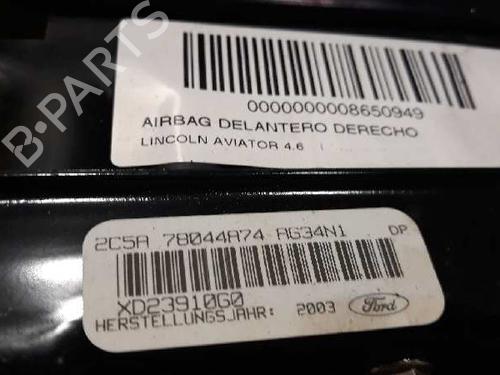 B-PARTS
0000000008650949
AIRBAG DELANTERO DERECHO
LINCOLN AVIATOR 4.6
2C5A 78044A74 AG34N1 DP
XD23910G0
HERSTELLUNGSJAHR: 2003 Ford